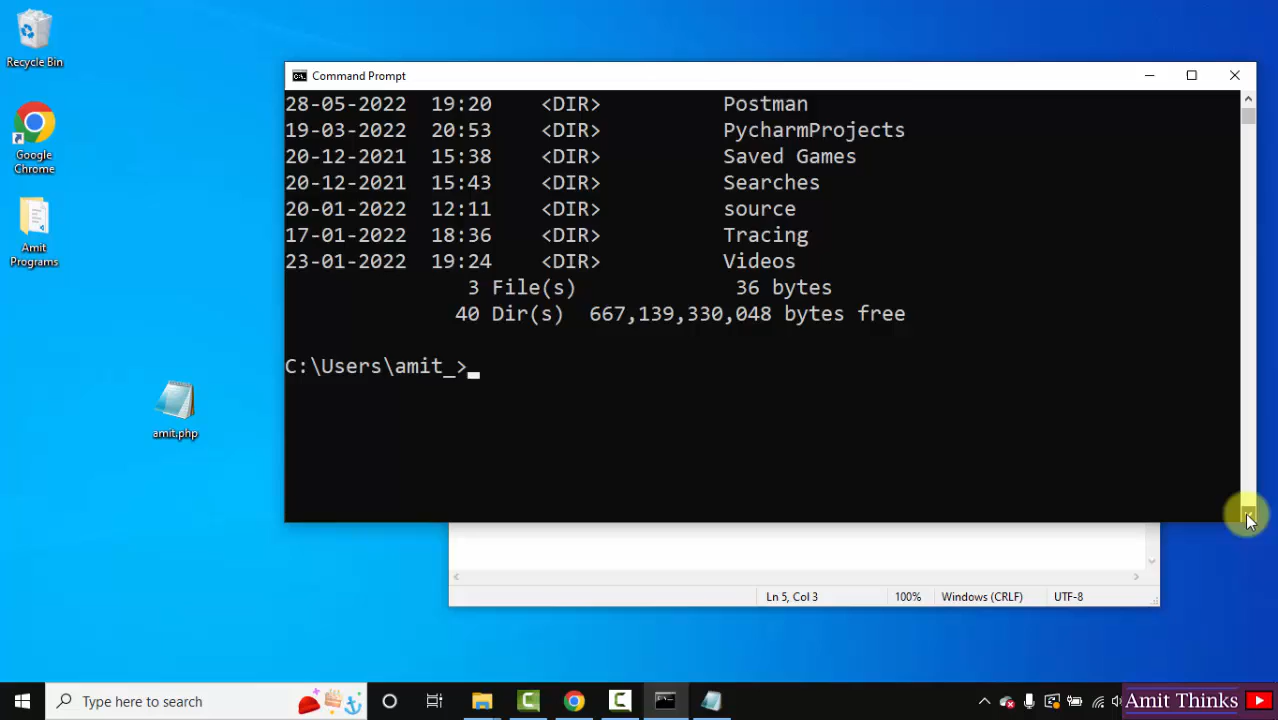 Recycle Bin
Google
Chrome
Amit
Programs
amit.php
Command Prompt
28-05-2022 19:20 <DIR> Postman
19-03-2022 20:53 <DIR> PycharmProjects
20-12-2021 15:38 <DIR> Saved Games
20-12-2021 15:43 <DIR> Searches
20-01-2022 12:11 <DIR> source
17-01-2022 18:36 <DIR> Tracing
23-01-2022 19:24 <DIR> Videos
3 File(s) 36 bytes
40 Dir(s) 667,139,330,048 bytes free
C:\Users\amit_>
Ln 5, Col 3 100% Windows (CRLF) UTF-8
Type here to search
Amit Thinks